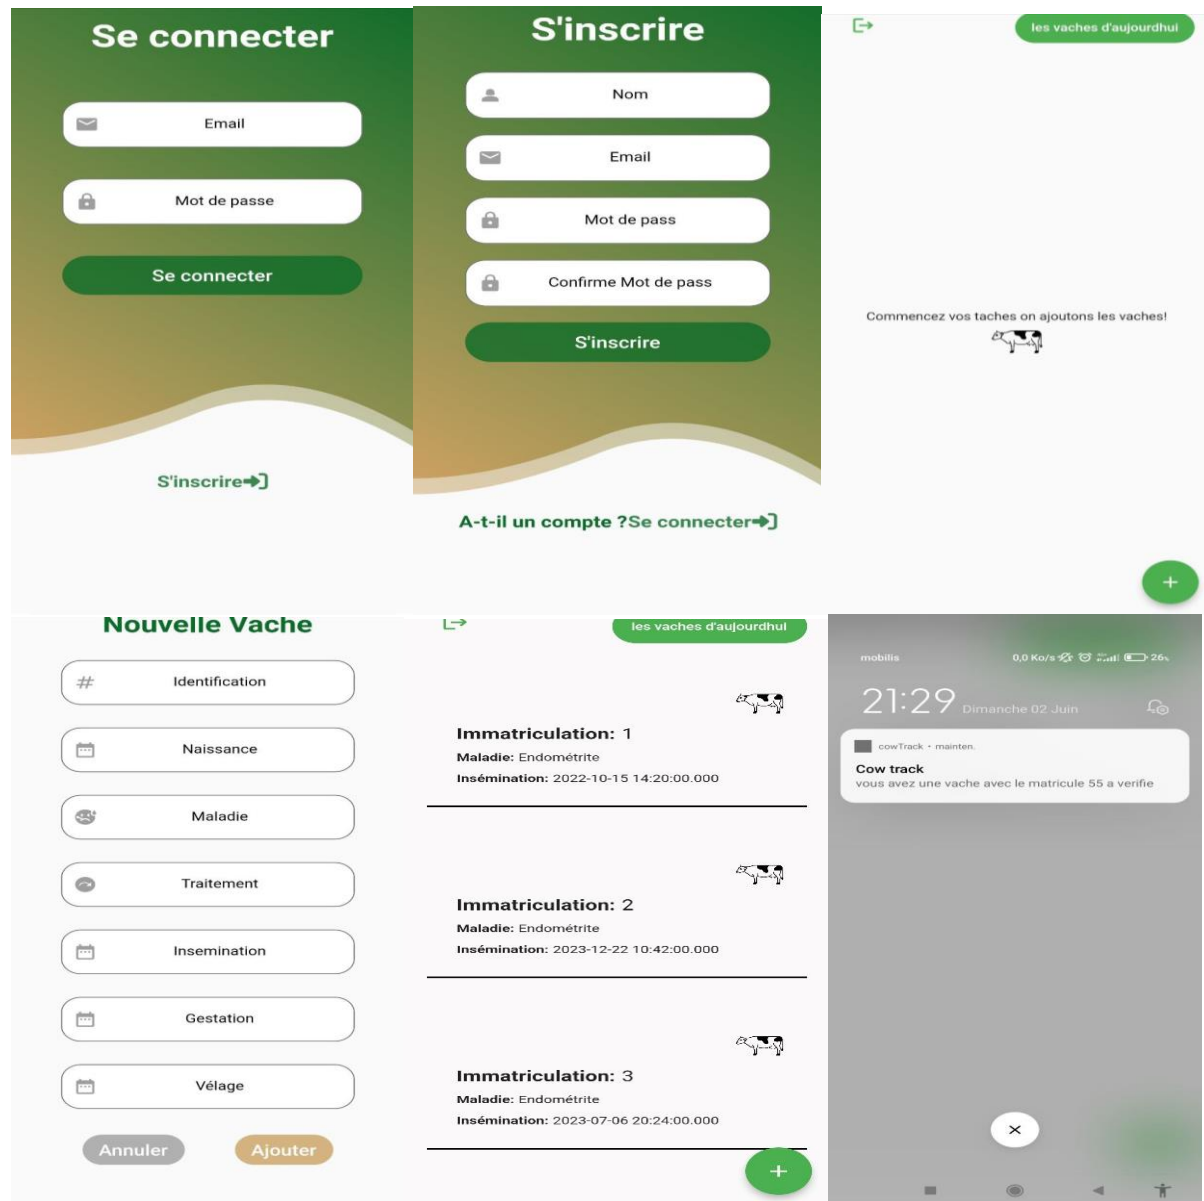 Se connecter
Email
Mot de passe
Se connecter
S'inscrire
S'inscrire
Nom
Email
Mot de pass
Confirme Mot de pass
S'inscrire
A-t-il un compte ?Se connecter
les vaches d'aujourdhui
Commencez vos taches on ajoutons les vaches!
+
Nouvelle Vache
# Identification
Naissance
Maladie
Traitement
Insemination
Gestation
Vélage
Annuler Ajouter
les vaches d'aujourdhui
Immatriculation: 1
Maladie: Endométrite
Insémination: 2022-10-15 14:20:00.000
Immatriculation: 2
Maladie: Endométrite
Insémination: 2023-12-22 10:42:00.000
Immatriculation: 3
Maladie: Endométrite
Insémination: 2023-07-06 20:24:00.000
+
mobilis 0,0 Ko/s 26%
21:29 Dimanche 02 Juin
cowTrack • mainten.
Cow track
vous avez une vache avec le matricule 55 a verifie